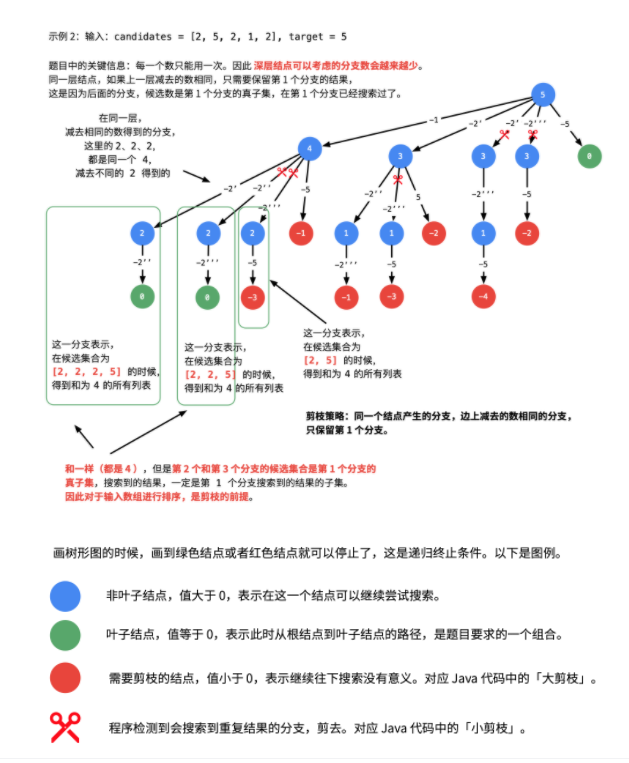 示例 2：输入：candidates = [2, 5, 2, 1, 2], target = 5
题目中的关键信息：每一个数只能用一次。因此 深层结点可以考虑的分支数会越来越少。
同一层结点，如果上一层减去的数相同，只需要保留第 1 个分支的结果，
这是因为后面的分支，候选数是第 1 个分支的真子集，在第 1 个分支已经搜索过了。
在同一层，
减去相同的数得到的分支，
这里的 2、2、2，
都是同一个 4，
减去不同的 2 得到的
5
-1
-2'
-2''
-2'''
-5
4
3
3
3
0
-2'
-2''
-2'''
-5
-2''
-2'''
5
-2'''
-5
2
2
2
-1
1
1
-2
1
-2
-2''
-2'''
-5
-2'''
-5
-5
0
0
-3
-1
-3
-4
这一分支表示，
在候选集合为
[2, 2, 2, 5] 的时候，
得到和为 4 的所有列表
这一分支表示，
在候选集合为
[2, 2, 5] 的时候，
得到和为 4 的所有列表
这一分支表示，
在候选集合为
[2, 5] 的时候，
得到和为 4 的所有列表
剪枝策略：同一个结点产生的分支，边上减去的数相同的分支，
只保留第 1 个分支。
和一样（都是 4），但是第 2 个和第 3 个分支的候选集合是第 1 个分支的
真子集，搜索到的结果，一定是第 1 个分支搜索到的结果的子集。
因此对于输入数组进行排序，是剪枝的前提。
画树形图的时候，画到绿色结点或者红色结点就可以停止了，这是递归终止条件。以下是图例。
非叶子结点，值大于 0，表示在这一个结点可以继续尝试搜索。
叶子结点，值等于 0，表示此时从根结点到叶子结点的路径，是题目要求的一个组合。
需要剪枝的结点，值小于 0，表示继续往下搜索没有意义。对应 Java 代码中的「大剪枝」。
程序检测到会搜索到重复结果的分支，剪去。对应 Java 代码中的「小剪枝」。